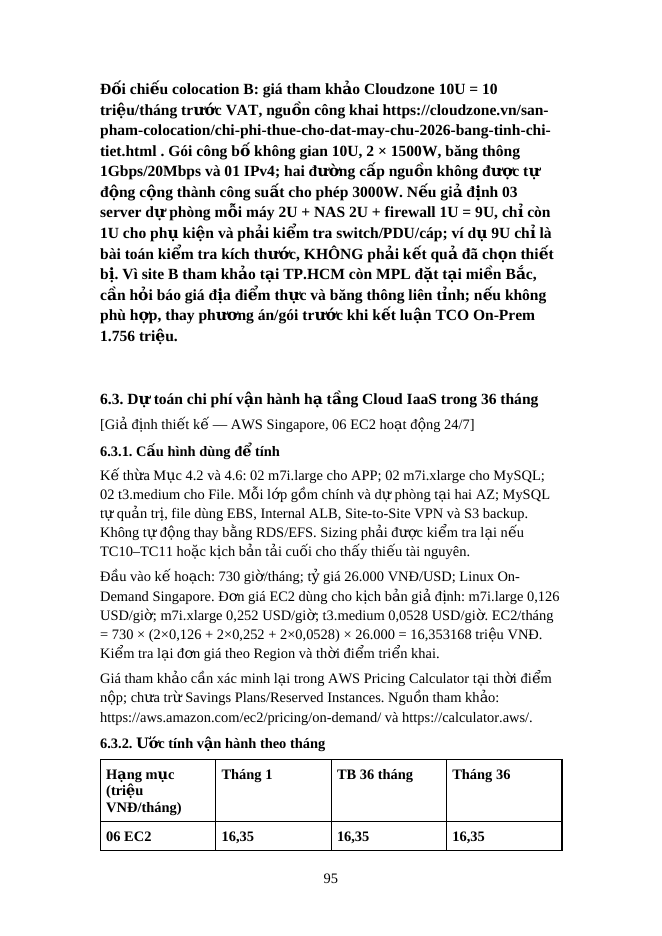 Đối chiếu colocation B: giá tham khảo Cloudzone 10U = 10
triệu/tháng trước VAT, nguồn công khai https://cloudzone.vn/san-
pham-colocation/chi-phi-thue-cho-dat-may-chu-2026-bang-tinh-chi-
tiet.html . Gói công bố không gian 10U, 2 × 1500W, băng thông
1Gbps/20Mbps và 01 IPv4; hai đường cấp nguồn không được tự
động cộng thành công suất cho phép 3000W. Nếu giả định 03
server dự phòng mỗi máy 2U + NAS 2U + firewall 1U = 9U, chỉ còn
1U cho phụ kiện và phải kiểm tra switch/PDU/cáp; ví dụ 9U chỉ là
bài toán kiểm tra kích thước, KHÔNG phải kết quả đã chọn thiết
bị. Vì site B tham khảo tại TP.HCM còn MPL đặt tại miền Bắc,
cần hỏi báo giá địa điểm thực và băng thông liên tỉnh; nếu không
phù hợp, thay phương án/gói trước khi kết luận TCO On-Prem
1.756 triệu.
6.3. Dự toán chi phí vận hành hạ tầng Cloud IaaS trong 36 tháng
[Giả định thiết kế — AWS Singapore, 06 EC2 hoạt động 24/7]
6.3.1. Cấu hình dùng để tính
Kế thừa Mục 4.2 và 4.6: 02 m7i.large cho APP; 02 m7i.xlarge cho MySQL;
02 t3.medium cho File. Mỗi lớp gồm chính và dự phòng tại hai AZ; MySQL
tự quản trị, file dùng EBS, Internal ALB, Site-to-Site VPN và S3 backup.
Không tự động thay bằng RDS/EFS. Sizing phải được kiểm tra lại nếu
TC10–TC11 hoặc kịch bản tải cuối cho thấy thiếu tài nguyên.
Đầu vào kế hoạch: 730 giờ/tháng; tỷ giá 26.000 VNĐ/USD; Linux On-
Demand Singapore. Đơn giá EC2 dùng cho kịch bản giả định: m7i.large 0,126
USD/giờ; m7i.xlarge 0,252 USD/giờ; t3.medium 0,0528 USD/giờ. EC2/tháng
= 730 × (2×0,126 + 2×0,252 + 2×0,0528) × 26.000 = 16,353168 triệu VNĐ.
Kiểm tra lại đơn giá theo Region và thời điểm triển khai.
Giá tham khảo cần xác minh lại trong AWS Pricing Calculator tại thời điểm
nộp; chưa trừ Savings Plans/Reserved Instances. Nguồn tham khảo:
https://aws.amazon.com/ec2/pricing/on-demand/ và https://calculator.aws/.
6.3.2. Ước tính vận hành theo tháng
Hạng mục Tháng 1 TB 36 tháng Tháng 36
(triệu
VNĐ/tháng)
06 EC2 16,35 16,35 16,35
95